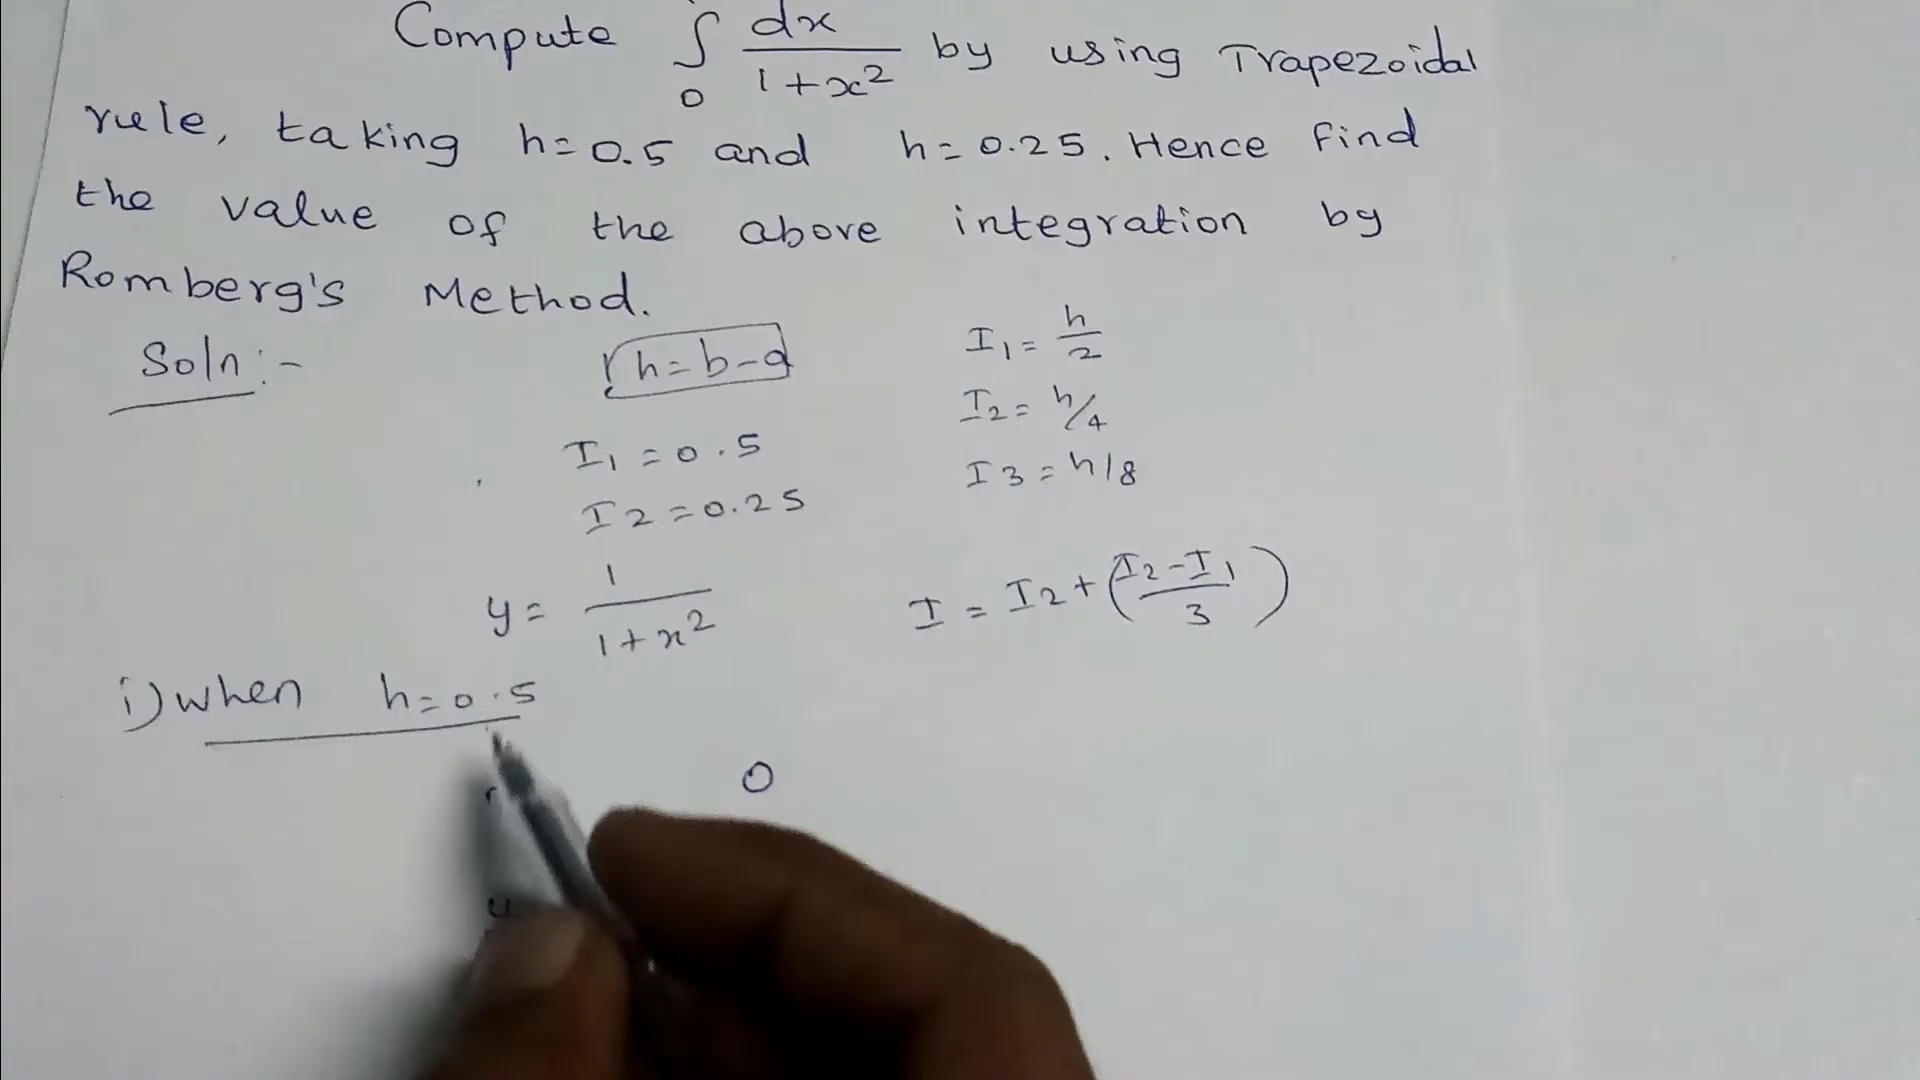 Compute ∫₀ dx/(1+x²) by using Trapezoidal
rule, taking h=0.5 and h=0.25. Hence Find
the value of the above integration by
Romberg's Method.
Soln:-
h=b-a
I₁ = h/2
I₂ = h/4
I₁ = 0.5
I3 = h/8
I2 = 0.25
y = 1/(1+x²)
I = I2 + ((I2-I1)/3)
i) when h=0.5
0
y